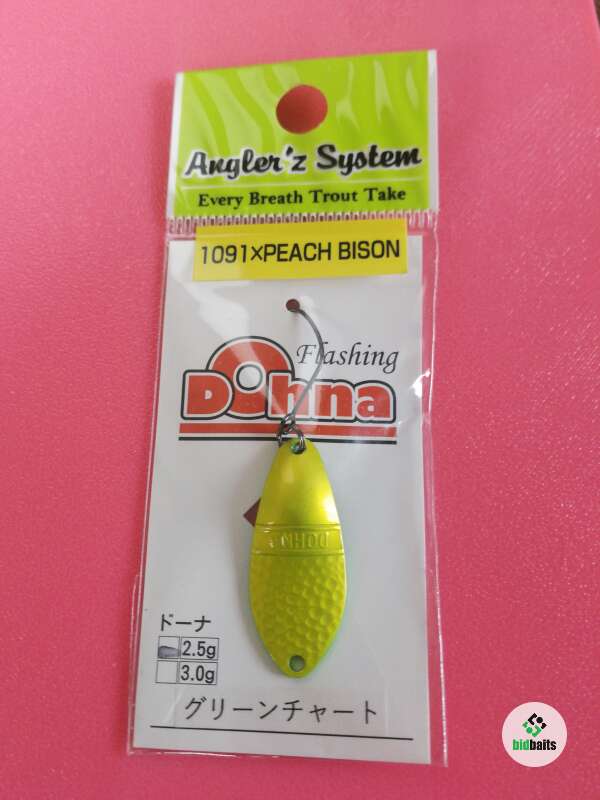 Angler'z System
Every Breath Trout Take
1091×PEACH BISON
Flashing
Dohna
ドーナ
2.5g
3.0g
グリーンチャート
bidbaits